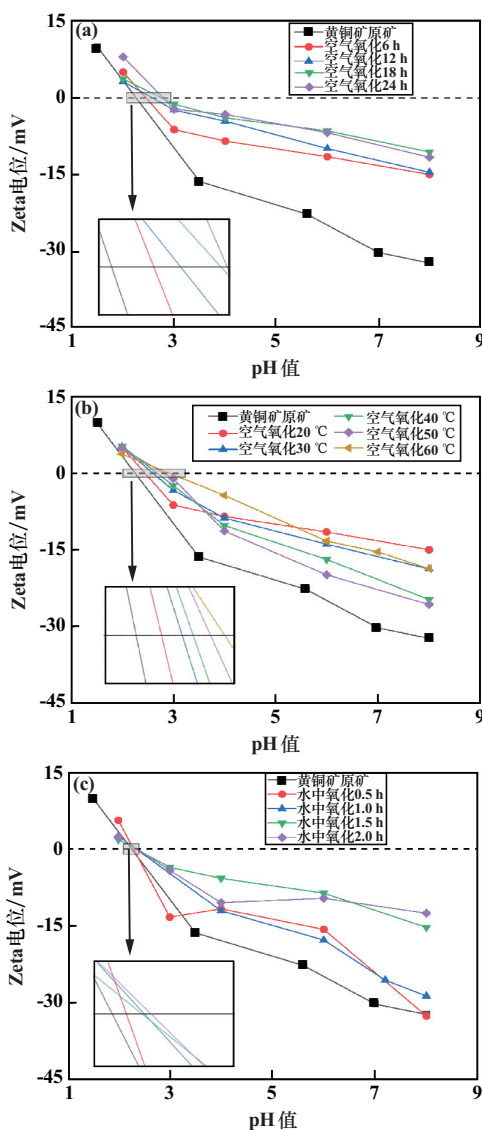 (a)
黄铜矿原矿
空气氧化6 h
空气氧化12 h
空气氧化18 h
空气氧化24 h
15
0
-15
-30
-45
Zeta电位/mV
1 3 5 7 9
pH值
(b)
黄铜矿原矿 空气氧化40 ℃
空气氧化20 ℃ 空气氧化50 ℃
空气氧化30 ℃ 空气氧化60 ℃
15
0
-15
-30
-45
Zeta电位/mV
1 3 5 7 9
pH值
(c)
黄铜矿原矿
水中氧化0.5 h
水中氧化1.0 h
水中氧化1.5 h
水中氧化2.0 h
15
0
-15
-30
-45
Zeta电位/mV
1 3 5 7 9
pH值